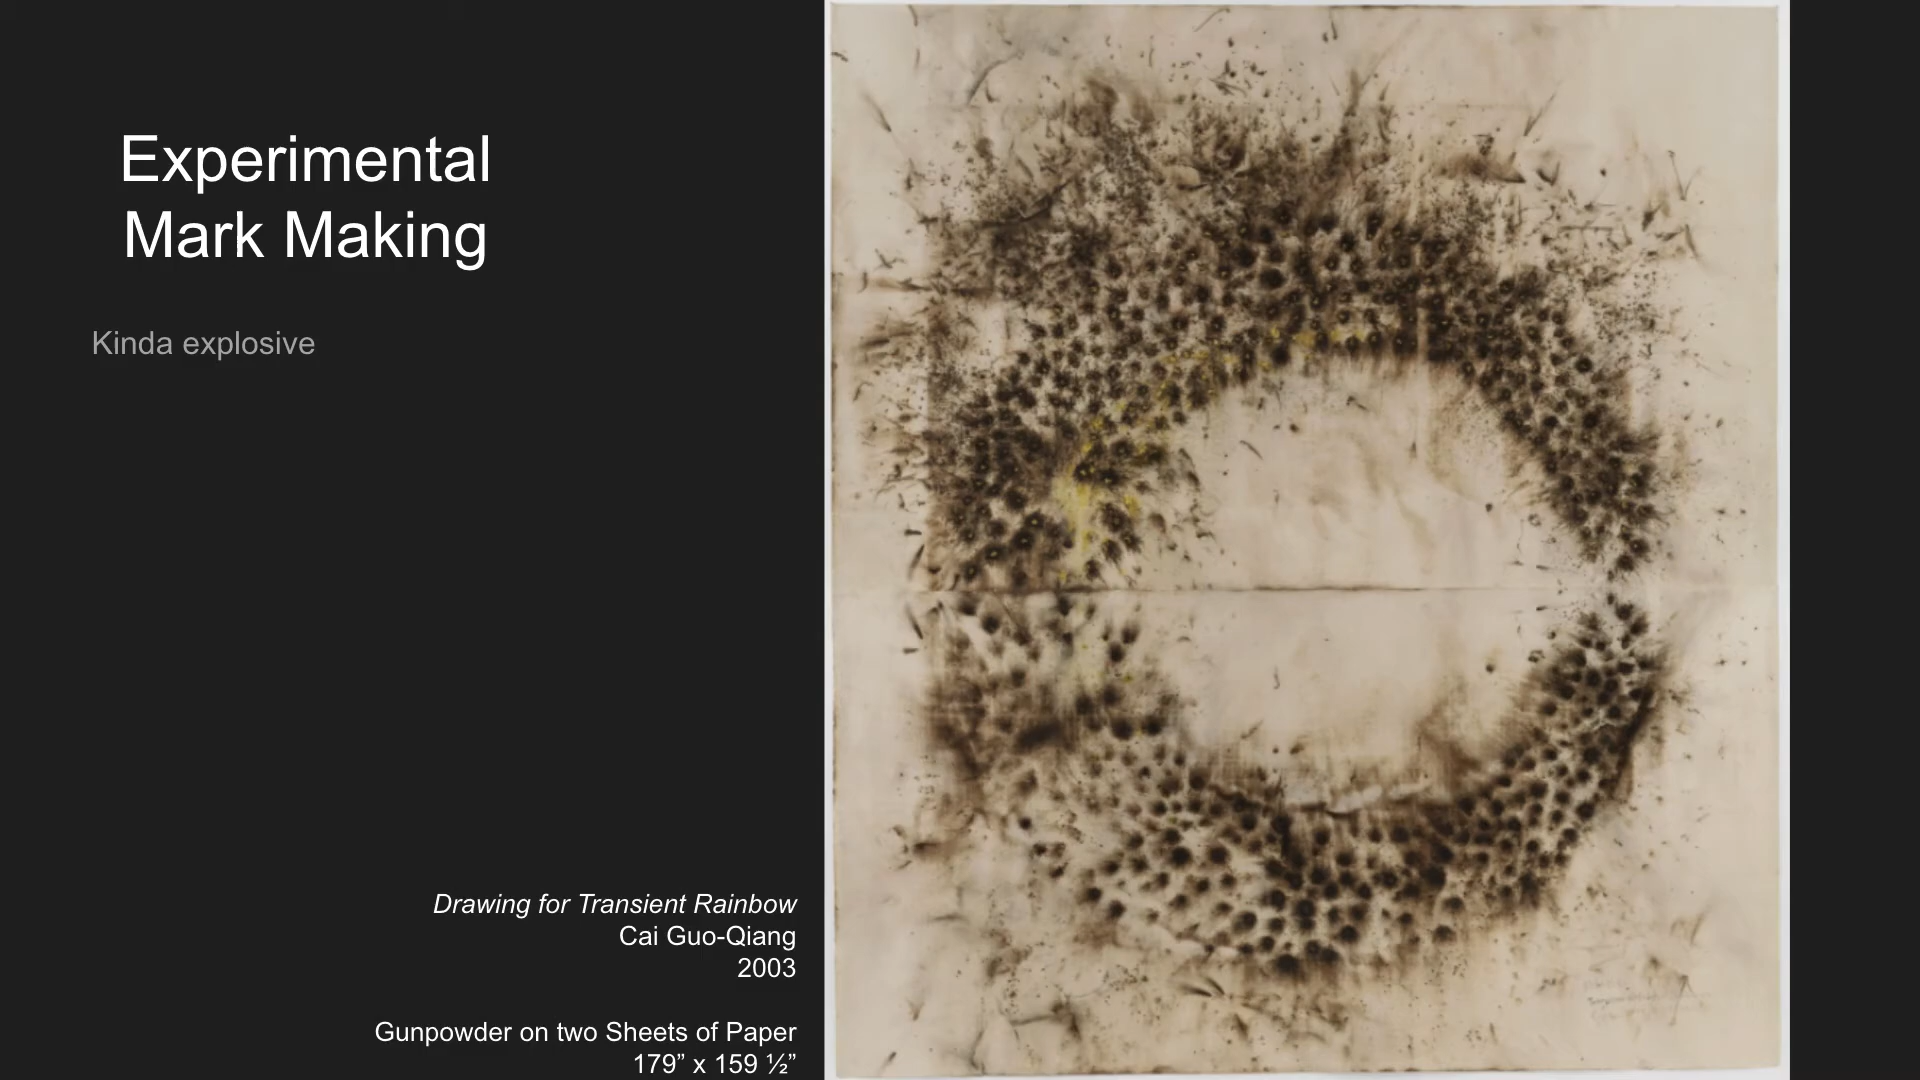 Experimental
Mark Making
Kinda explosive
Drawing for Transient Rainbow
Cai Guo-Qiang
2003
Gunpowder on two Sheets of Paper
179” x 159 ½”